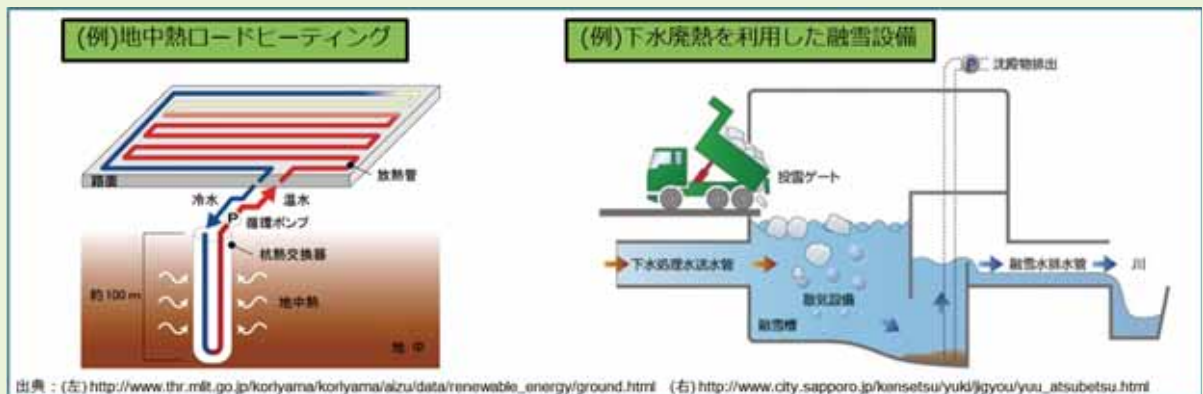 (例)地中熱ロードヒーティング
路面
放熱管
冷水
温水
P
循環ポンプ
杭熱交換器
約100m
地中熱
地 中
(例)下水廃熱を利用した融雪設備
P
沈殿物排出
投雪ゲート
下水処理水送水管
散気設備
融雪槽
融雪水排水管
川
出典:(左)http://www.thr.mlit.go.jp/koriyama/koriyama/aizu/data/renewable_energy/ground.html (右)http://www.city.sapporo.jp/kensetsu/yuki/jigyou/yuu_atsubetsu.html